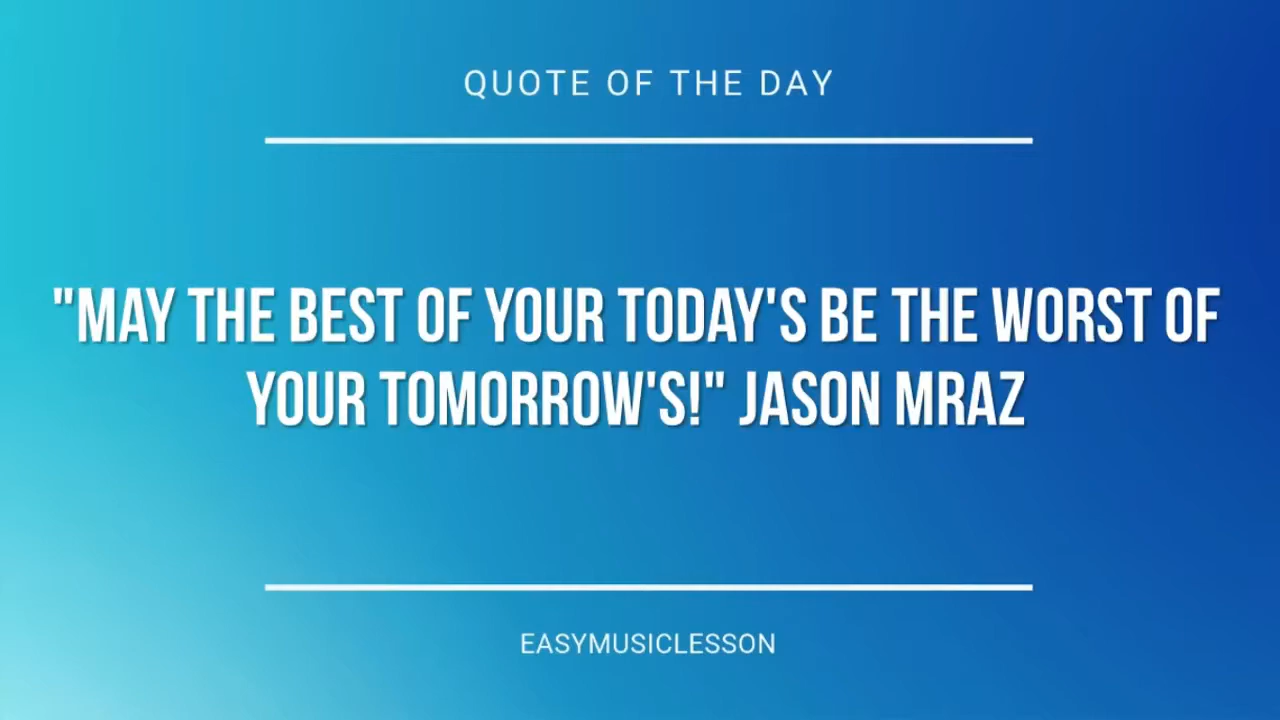 QUOTE OF THE DAY
"MAY THE BEST OF YOUR TODAY'S BE THE WORST OF
YOUR TOMORROW'S!" JASON MRAZ
EASYMUSICLESSON